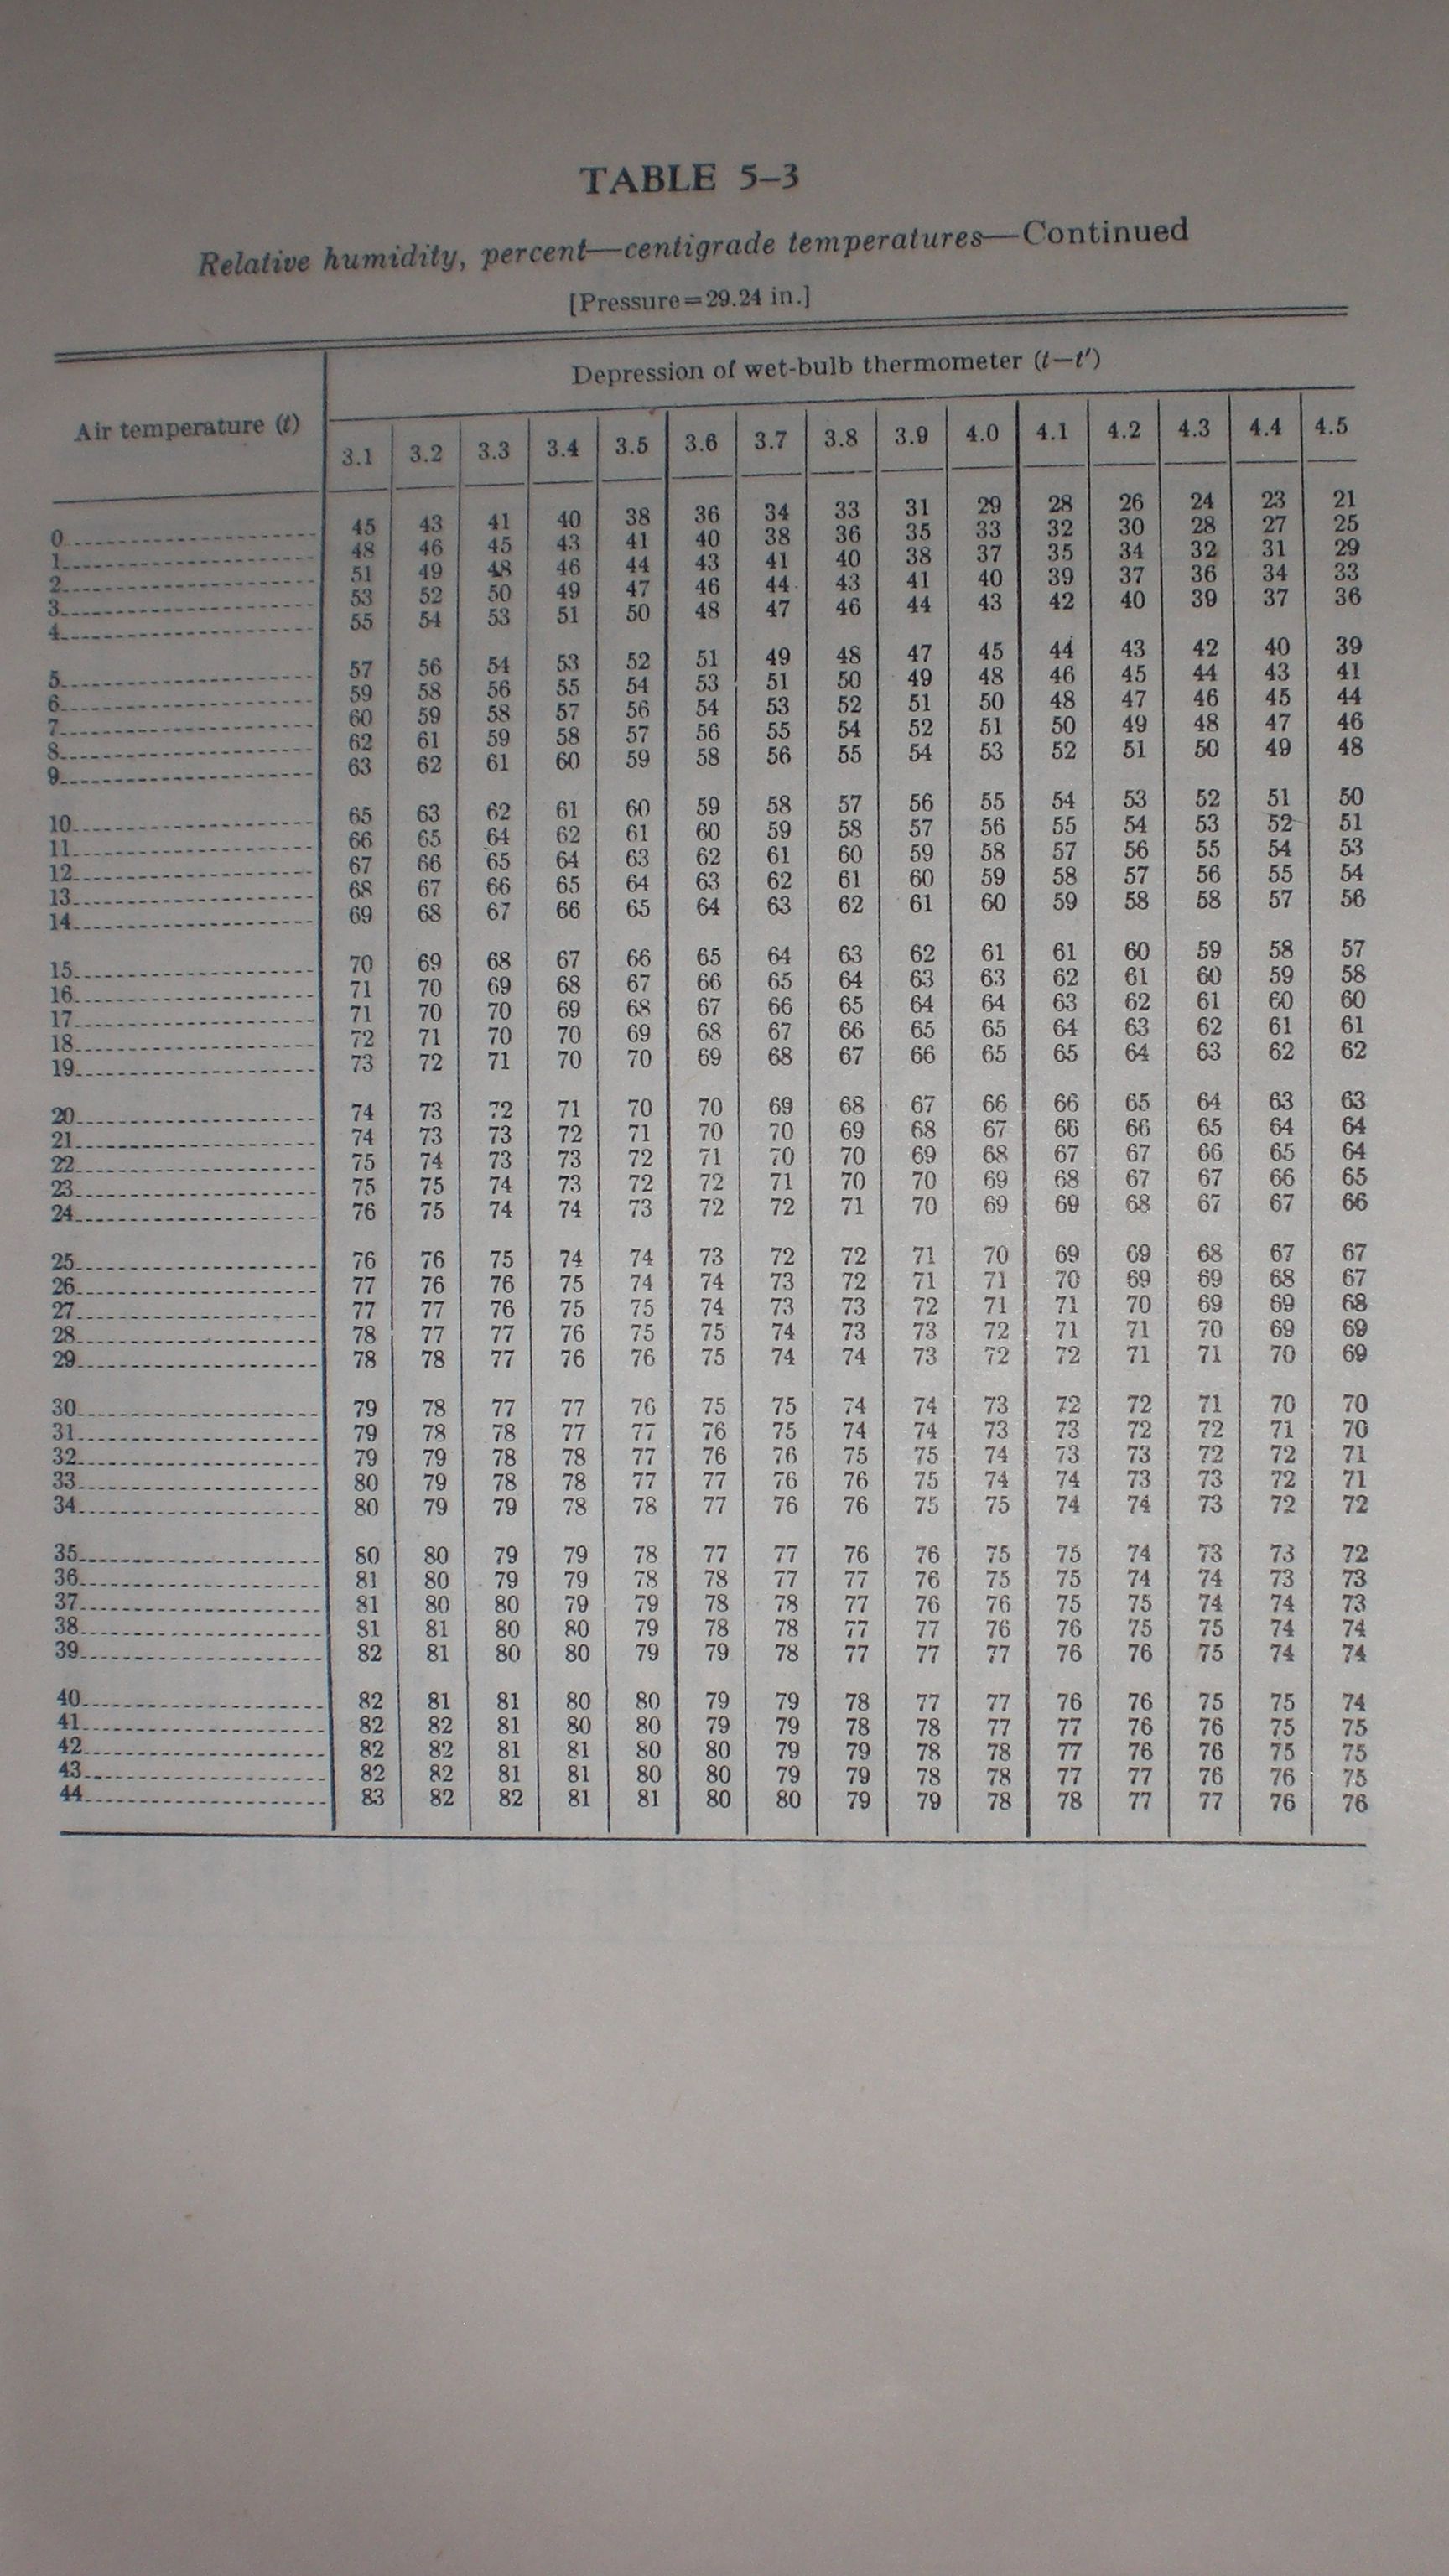 TABLE 5–3
Relative humidity, percent—centigrade temperatures—Continued
[Pressure=29.24 in.]
Air temperature (t)
Depression of wet-bulb thermometer (t−t′)
3.1 3.2 3.3 3.4 3.5 3.6 3.7 3.8 3.9 4.0 4.1 4.2 4.3 4.4 4.5
0 45 43 41 40 38 36 34 33 31 29 28 26 24 23 21
1 48 46 45 43 41 40 38 36 35 33 32 30 28 27 25
2 51 49 48 46 44 43 41 40 38 37 35 34 32 31 29
3 53 52 50 49 47 46 44 43 41 40 39 37 36 34 33
4 55 54 53 51 50 48 47 46 44 43 42 40 39 37 36
5 57 56 54 53 52 51 49 48 47 45 44 43 42 40 39
6 59 58 56 55 54 53 51 50 49 48 46 45 44 43 41
7 60 59 58 57 56 54 53 52 51 50 48 47 46 45 44
8 62 61 59 58 57 56 55 54 52 51 50 49 48 47 46
9 63 62 61 60 59 58 56 55 54 53 52 51 50 49 48
10 65 63 62 61 60 59 58 57 56 55 54 53 52 51 50
11 66 65 64 62 61 60 59 58 57 56 55 54 53 52 51
12 67 66 65 64 63 62 61 60 59 58 57 56 55 54 53
13 68 67 66 65 64 63 62 61 60 59 58 57 56 55 54
14 69 68 67 66 65 64 63 62 61 60 59 58 58 57 56
15 70 69 68 67 66 65 64 63 62 61 61 60 59 58 57
16 71 70 69 68 67 66 65 64 63 63 62 61 60 59 58
17 71 70 70 69 68 67 66 65 64 64 63 62 61 60 60
18 72 71 70 70 69 68 67 66 65 65 64 63 62 61 61
19 73 72 71 70 70 69 68 67 66 65 65 64 63 62 62
20 74 73 72 71 70 70 69 68 67 66 66 65 64 63 63
21 74 73 73 72 71 70 70 69 68 67 66 66 65 64 64
22 75 74 73 73 72 71 70 70 69 68 67 67 66 65 64
23 75 75 74 73 72 72 71 70 70 69 68 67 67 66 65
24 76 75 74 74 73 72 72 71 70 69 69 68 67 67 66
25 76 76 75 74 74 73 72 72 71 70 69 69 68 67 67
26 77 76 76 75 74 74 73 72 71 71 70 69 69 68 67
27 77 77 76 75 75 74 73 73 72 71 71 70 69 69 68
28 78 77 77 76 75 75 74 73 73 72 71 71 70 69 69
29 78 78 77 76 76 75 74 74 73 72 72 71 71 70 69
30 79 78 77 77 76 75 75 74 74 73 72 72 71 70 70
31 79 78 78 77 77 76 75 74 74 73 73 72 72 71 70
32 79 79 78 78 77 76 76 75 75 74 73 73 72 72 71
33 80 79 78 78 77 77 76 76 75 74 74 73 73 72 71
34 80 79 79 78 78 77 76 76 75 75 74 74 73 72 72
35 80 80 79 79 78 77 77 76 76 75 75 74 73 73 72
36 81 80 79 79 78 78 77 77 76 75 75 74 74 73 73
37 81 80 80 79 79 78 78 77 76 76 75 75 74 74 73
38 81 81 80 80 79 78 78 77 77 76 76 75 75 74 74
39 82 81 80 80 79 79 78 77 77 77 76 76 75 74 74
40 82 81 81 80 80 79 79 78 77 77 76 76 75 75 74
41 82 82 81 80 80 79 79 78 78 77 77 76 76 75 75
42 82 82 81 81 80 80 79 79 78 78 77 76 76 75 75
43 82 82 81 81 80 80 79 79 78 78 77 77 76 76 75
44 83 82 82 81 81 80 80 79 79 78 78 77 77 76 76